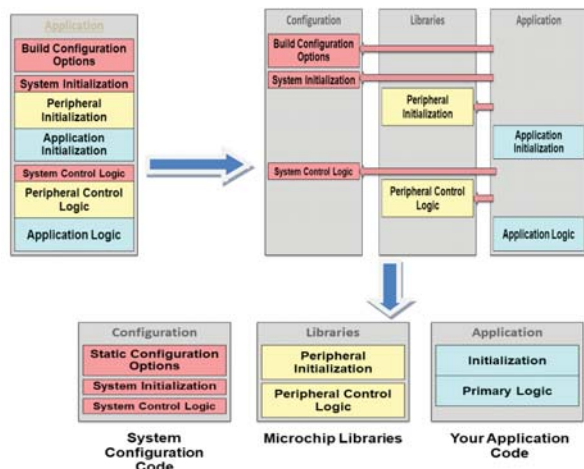 Application
Build Configuration
Options
System Initialization
Peripheral
Initialization
Application
Initialization
System Control Logic
Peripheral Control
Logic
Application Logic
Configuration
Libraries
Application
Build Configuration
Options
System Initialization
Peripheral
Initialization
Application
Initialization
System Control Logic
Peripheral Control
Logic
Application Logic
Configuration
Static Configuration
Options
System Initialization
System Control Logic
System
Configuration
Code
Libraries
Peripheral
Initialization
Peripheral Control
Logic
Microchip Libraries
Application
Initialization
Primary Logic
Your Application
Code